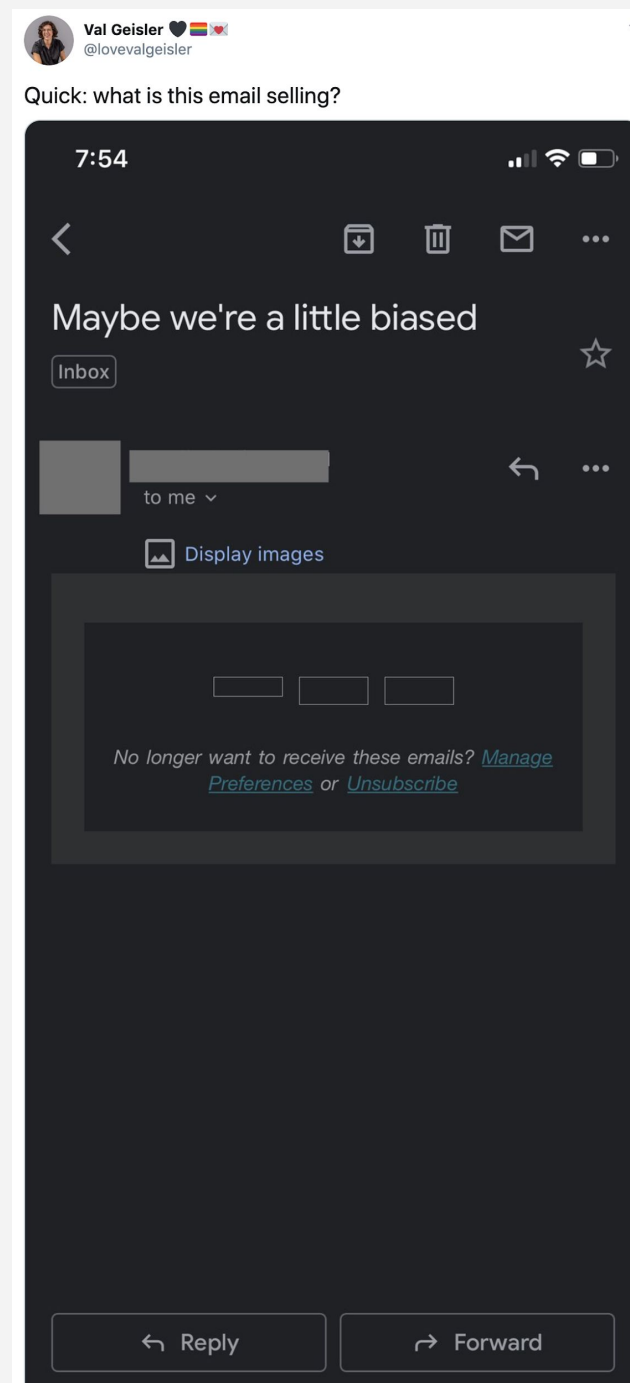 Val Geisler 🖤🏳️‍🌈💌
@lovevalgeisler
Quick: what is this email selling?
7:54
Maybe we're a little biased
Inbox
to me
Display images
No longer want to receive these emails? Manage
Preferences or Unsubscribe
Reply
Forward